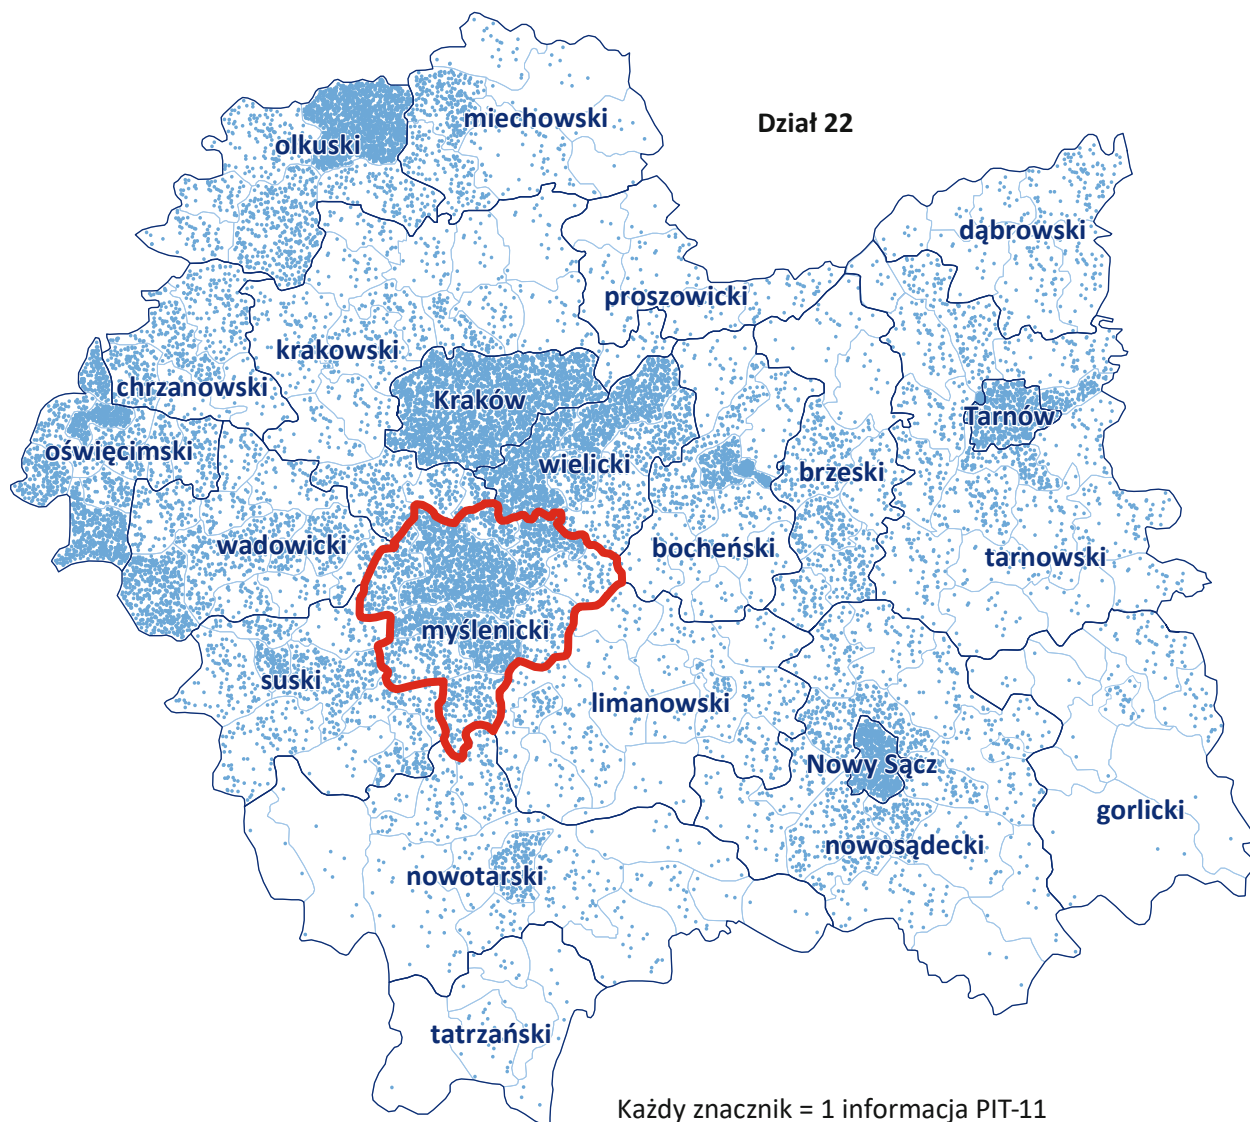 miechowski
Dział 22
olkuski
dąbrowski
proszowicki
krakowski
chrzanowski
Kraków
Tarnów
oświęcimski
wielicki
brzeski
wadowicki
bocheński
tarnowski
myślenicki
suski
limanowski
Nowy Sącz
gorlicki
nowosądecki
nowotarski
tatrzański
Każdy znacznik = 1 informacja PIT-11